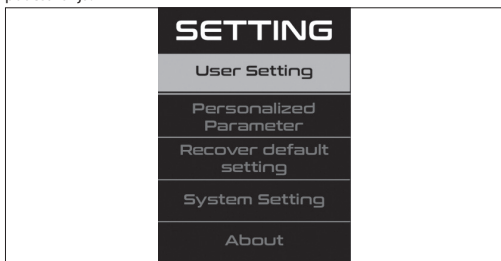 SETTING
User Setting
Personalized
Parameter
Recover default
setting
System Setting
About